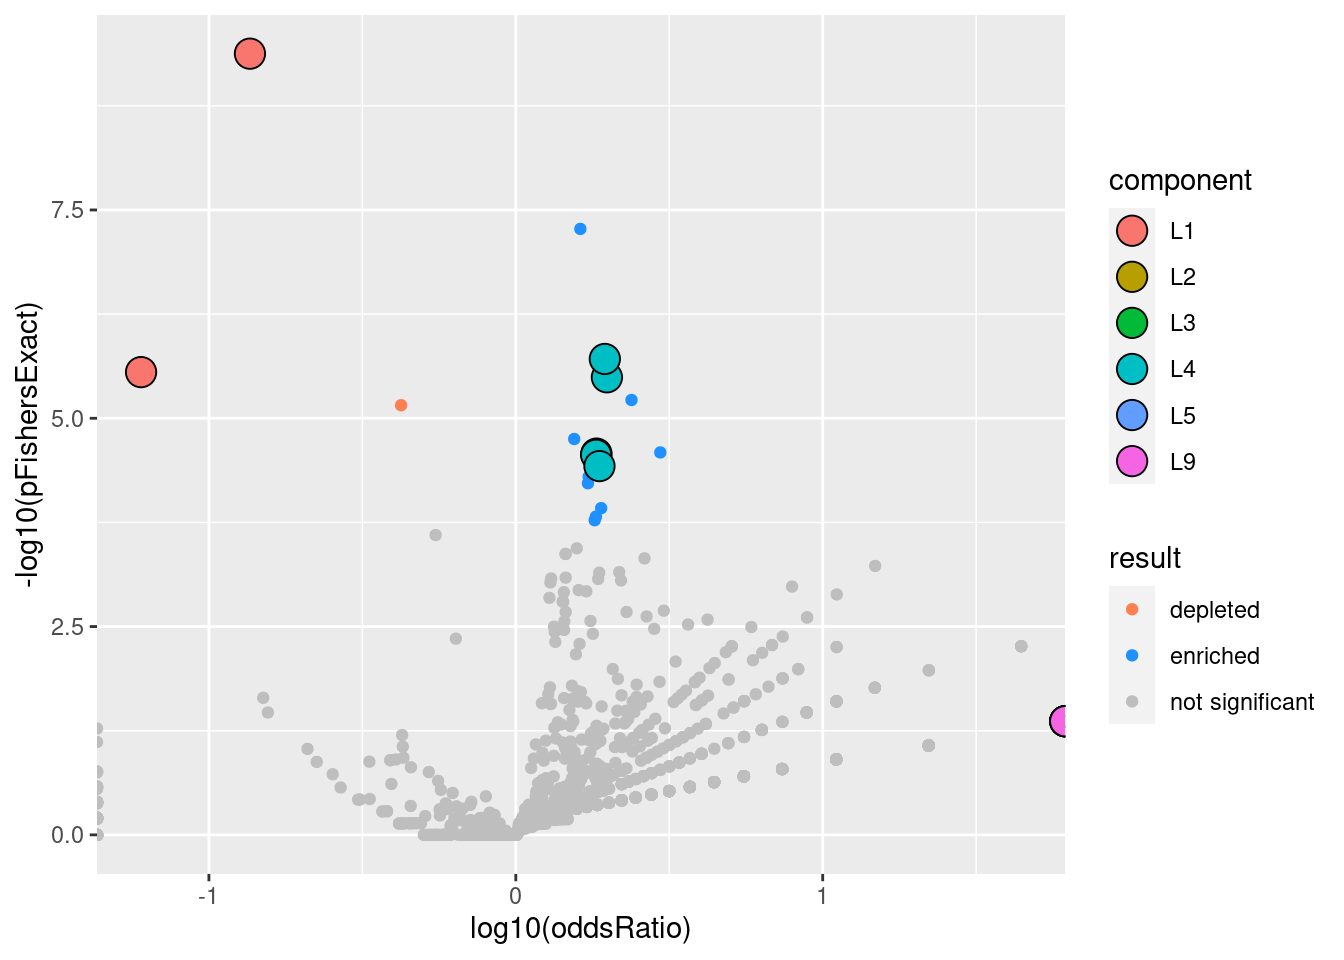 -log10(pFishersExact)
7.5
5.0
2.5
0.0
-1
0
1
log10(oddsRatio)
component
L1
L2
L3
L4
L5
L9
result
depleted
enriched
not significant